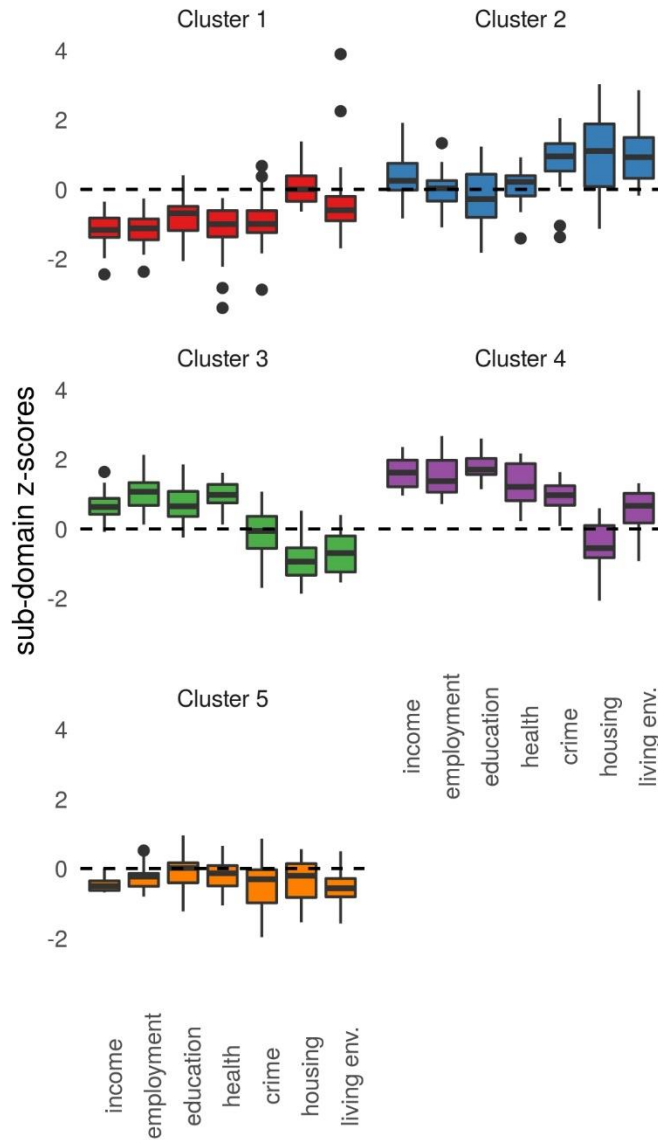 Cluster 1
Cluster 2
4
2
0
-2
Cluster 3
Cluster 4
sub-domain z-scores
4
2
0
-2
income
employment
education
health
crime
housing
living env.
Cluster 5
4
2
0
-2
income
employment
education
health
crime
housing
living env.